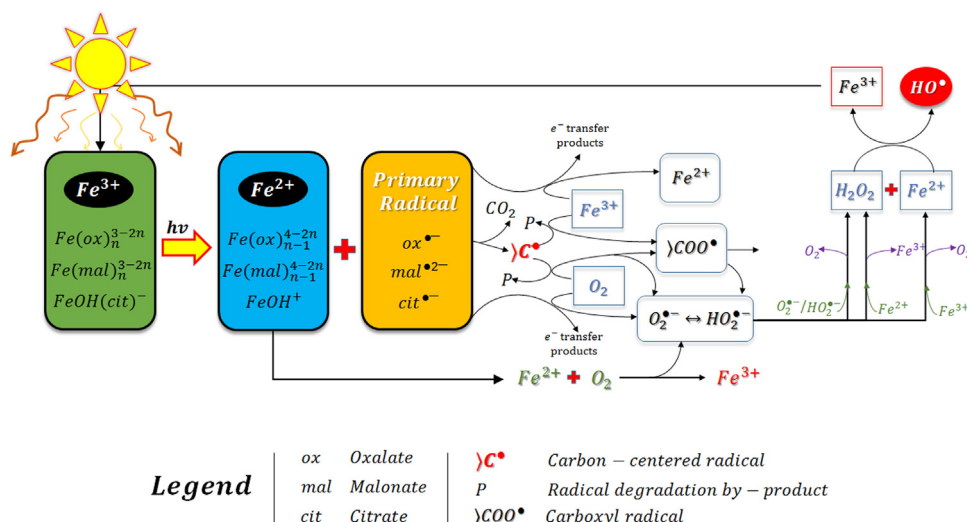 Fe³⁺
HO•
Fe³⁺
Fe(ox)ₙ³⁻²ⁿ
Fe(mal)ₙ³⁻²ⁿ
FeOH(cit)⁻
hν
Fe²⁺
Fe(ox)ₙ₋₁⁴⁻²ⁿ
Fe(mal)ₙ₋₁⁴⁻²ⁿ
FeOH⁺
+
Primary
Radical
ox•⁻
mal•²⁻
cit•⁻
e⁻ transfer
products
CO₂
P
⟩C•
P
Fe³⁺
O₂
e⁻ transfer
products
Fe²⁺
⟩COO•
O₂•⁻ ↔ HO₂•⁻
Fe²⁺ + O₂
Fe³⁺
H₂O₂ + Fe²⁺
O₂
Fe³⁺
O₂
O₂•⁻/HO₂•⁻
Fe²⁺
Fe³⁺
Legend
ox Oxalate
mal Malonate
cit Citrate
⟩C• Carbon − centered radical
P Radical degradation by − product
⟩COO• Carboxyl radical